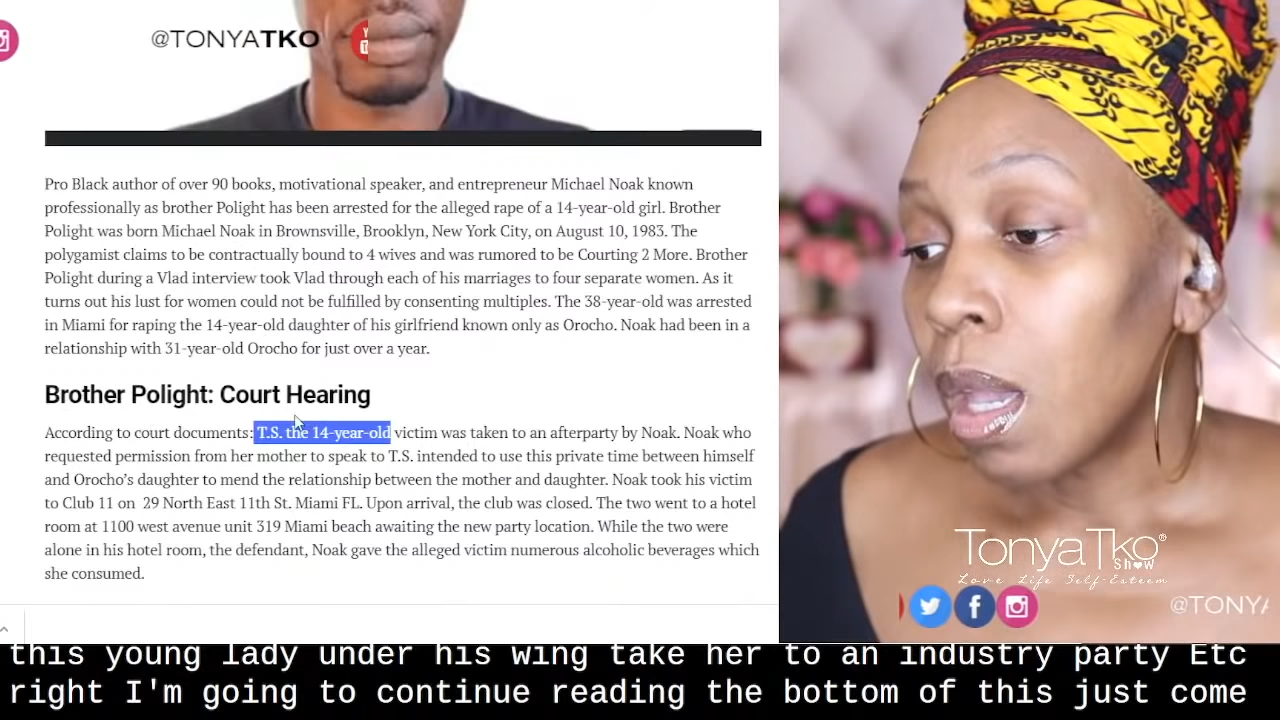 @TONYATKO
Pro Black author of over 90 books, motivational speaker, and entrepreneur Michael Noak known
professionally as brother Polight has been arrested for the alleged rape of a 14-year-old girl. Brother
Polight was born Michael Noak in Brownsville, Brooklyn, New York City, on August 10, 1983. The
polygamist claims to be contractually bound to 4 wives and was rumored to be Courting 2 More. Brother
Polight during a Vlad interview took Vlad through each of his marriages to four separate women. As it
turns out his lust for women could not be fulfilled by consenting multiples. The 38-year-old was arrested
in Miami for raping the 14-year-old daughter of his girlfriend known only as Orocho. Noak had been in a
relationship with 31-year-old Orocho for just over a year.
Brother Polight: Court Hearing
According to court documents: T.S. the 14-year-old victim was taken to an afterparty by Noak. Noak who
requested permission from her mother to speak to T.S. intended to use this private time between himself
and Orocho's daughter to mend the relationship between the mother and daughter. Noak took his victim
to Club 11 on 29 North East 11th St. Miami FL. Upon arrival, the club was closed. The two went to a hotel
room at 1100 west avenue unit 319 Miami beach awaiting the new party location. While the two were
alone in his hotel room, the defendant, Noak gave the alleged victim numerous alcoholic beverages which
she consumed.
TonyaTko®
Show
Love Life Self-Esteem
@TONYA
this young lady under his wing take her to an industry party Etc
right I'm going to continue reading the bottom of this just come